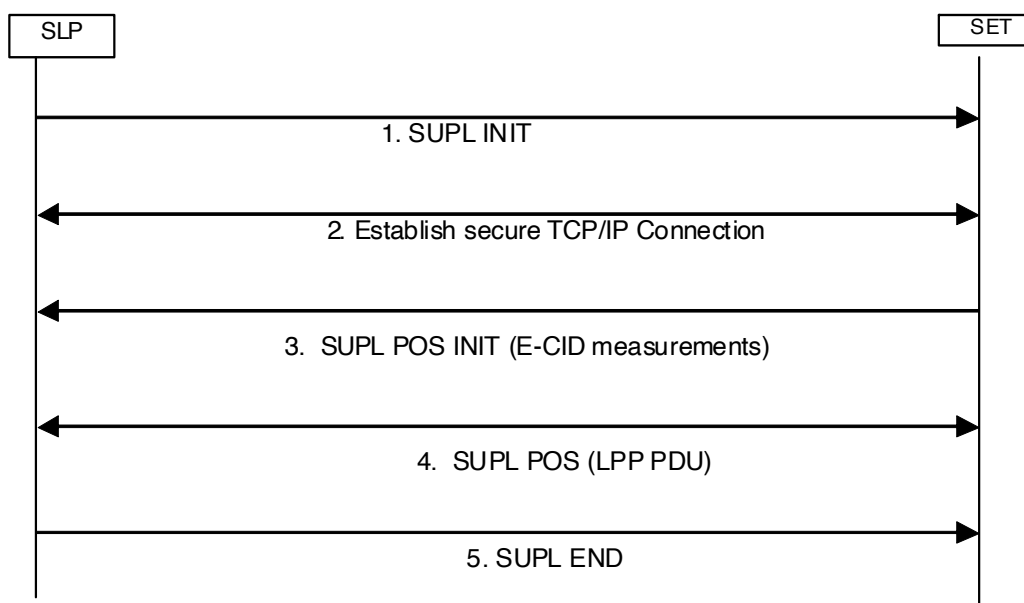 SLP
SET
1. SUPL INIT
2. Establish secure TCP/IP Connection
3. SUPL POS INIT (E-CID measurements)
4. SUPL POS (LPP PDU)
5. SUPL END